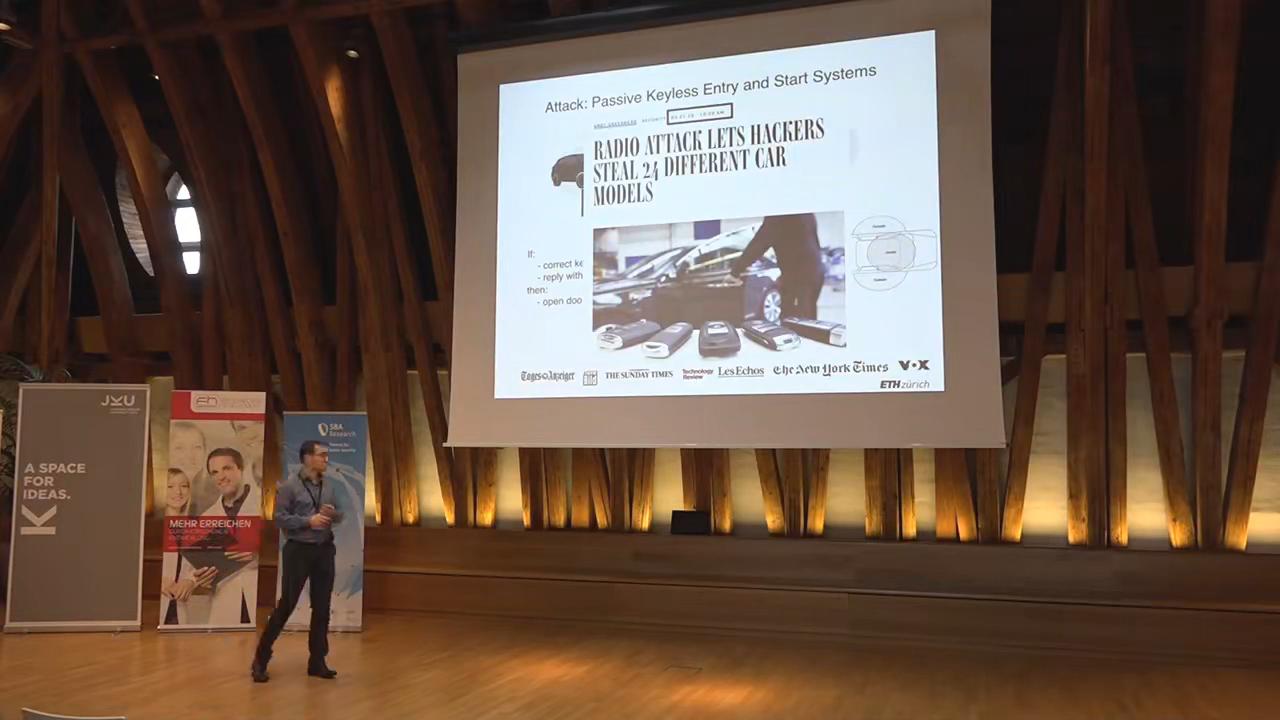 Attack: Passive Keyless Entry and Start Systems
RADIO ATTACK LETS HACKERS
STEAL 24 DIFFERENT CAR
MODELS
If:
- correct ke
- reply with
then:
- open doo
Tages Anzeiger
THE SUNDAY TIMES
Technology
Review
LesEchos
The New York Times
VOX
ETH zürich
JKU
A SPACE
FOR
IDEAS.
MEHR ERREICHEN
SBA
Research